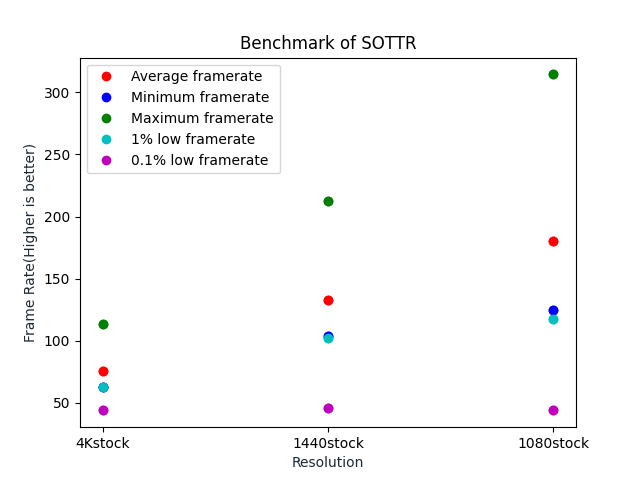 Benchmark of SOTTR
Average framerate
Minimum framerate
Maximum framerate
1% low framerate
0.1% low framerate
Frame Rate(Higher is better)
300
250
200
150
100
50
4Kstock
1440stock
1080stock
Resolution